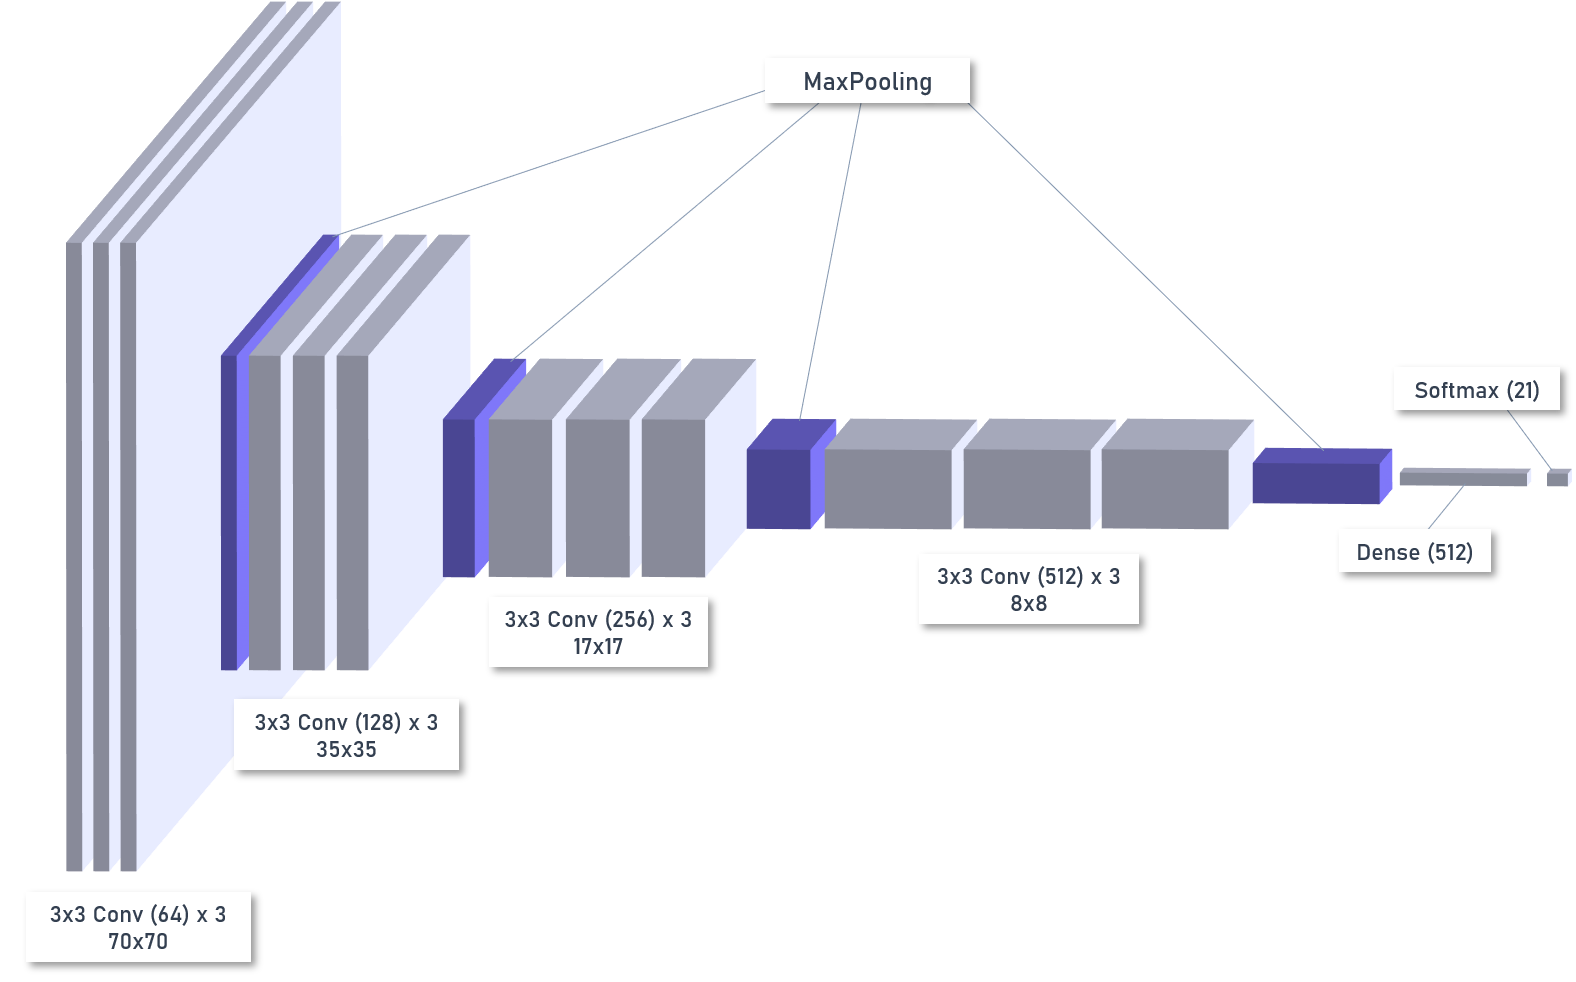 MaxPooling
Softmax (21)
Dense (512)
3x3 Conv (512) x 3
8x8
3x3 Conv (256) x 3
17x17
3x3 Conv (128) x 3
35x35
3x3 Conv (64) x 3
70x70